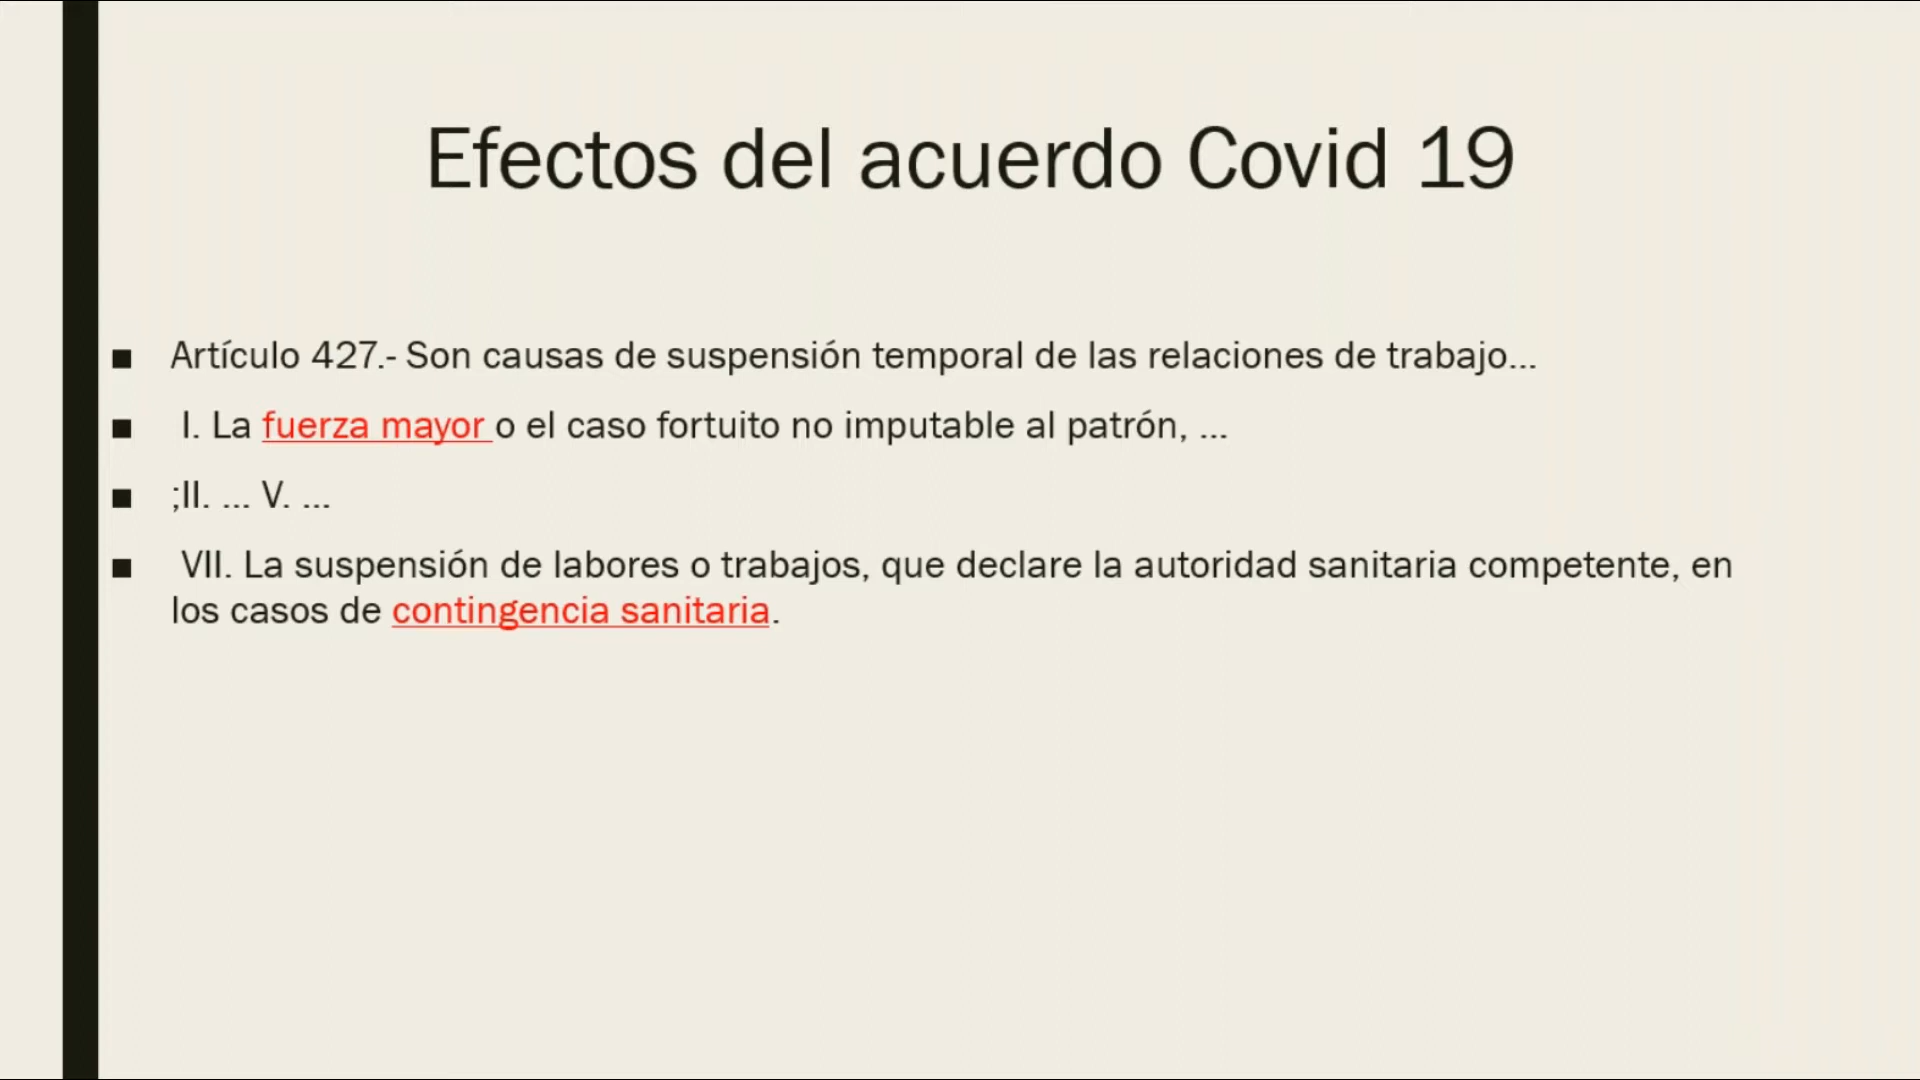 Efectos del acuerdo Covid 19
■ Artículo 427.- Son causas de suspensión temporal de las relaciones de trabajo...
■ I. La fuerza mayor o el caso fortuito no imputable al patrón, ...
■ ;II. ... V. ...
■ VII. La suspensión de labores o trabajos, que declare la autoridad sanitaria competente, en
los casos de contingencia sanitaria.